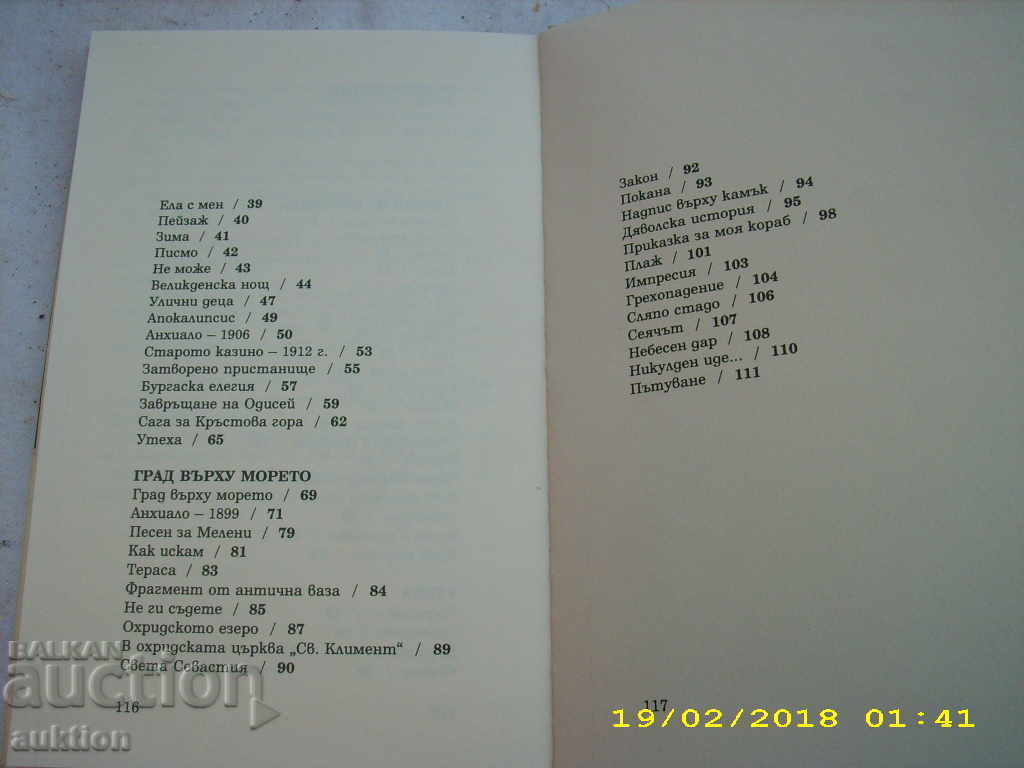 Ела с мен / 39
Пейзаж / 40
Зима / 41
Писмо / 42
Не може / 43
Великденска нощ / 44
Улични деца / 47
Апокалипсис / 49
Анхиало – 1906 / 50
Старото казино – 1912 г. / 53
Затворено пристанище / 55
Бургаска елегия / 57
Завръщане на Одисей / 59
Сага за Кръстова гора / 62
Утеха / 65
ГРАД ВЪРХУ МОРЕТО
Град върху морето / 69
Анхиало – 1899 / 71
Песен за Мелени / 79
Как искам / 81
Тераса / 83
Фрагмент от антична ваза / 84
Не ги съдете / 85
Охридското езеро / 87
В охридската църква „Св. Климент“ / 89
Света Севастия / 90
116
Закон / 92
Покана / 93
Надпис върху камък / 94
Дяволска история / 95
Приказка за моя кораб / 98
Плаж / 101
Импресия / 103
Грехопадение / 104
Сляпо стадо / 106
Сеячът / 107
Небесен дар / 108
Никулден иде... / 110
Пътуване / 111
117
19/02/2018 01:41
BALKAN
auction
auktion